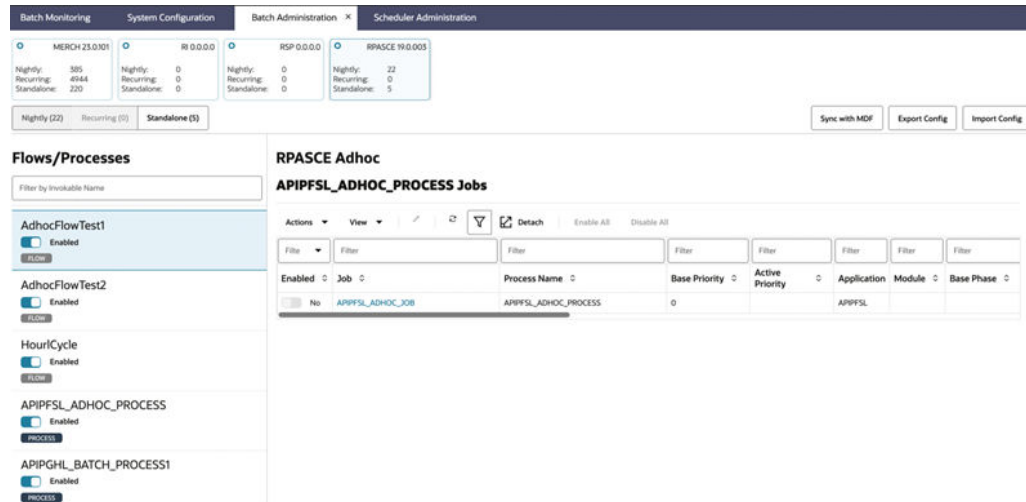 Batch Monitoring System Configuration Batch Administration × Scheduler Administration
MERCH 23.0.101 RI 0.0.0.0 RSP 0.0.0.0 RPASCE 19.0.003
Nightly: 385 Nightly: 0 Nightly: 0 Nightly: 22
Recurring: 4944 Recurring: 0 Recurring: 0 Recurring: 0
Standalone: 220 Standalone: 0 Standalone: 0 Standalone: 5
Nightly (22) Recurring (0) Standalone (5) Sync with MDF Export Config Import Config
Flows/Processes
Filter by Invokable Name
AdhocFlowTest1
Enabled
FLOW
AdhocFlowTest2
Enabled
FLOW
HourlCycle
Enabled
FLOW
APIPFSL_ADHOC_PROCESS
Enabled
PROCESS
APIPGHL_BATCH_PROCESS1
Enabled
PROCESS
RPASCE Adhoc
APIPFSL_ADHOC_PROCESS Jobs
Actions View Detach Enable All Disable All
Filte Filter Filter Filter Filter Filter Filter Filter
Enabled Job Process Name Base Priority Active Priority Application Module Base Phase
No APIPFSL_ADHOC_JOB APIPFSL_ADHOC_PROCESS 0 APIPFSL